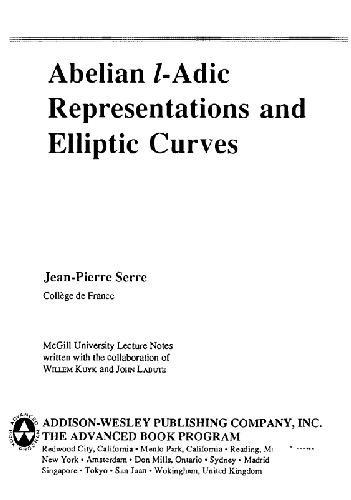 Abelian l-Adic
Representations and
Elliptic Curves
Jean-Pierre Serre
Collège de France
McGill University Lecture Notes
written with the collaboration of
WILLEM KUYK and JOHN LABUTE
ADVANCED BOOK PROGRAM
ADDISON-WESLEY PUBLISHING COMPANY, INC.
THE ADVANCED BOOK PROGRAM
Redwood City, California • Menlo Park, California • Reading,
New York • Amsterdam • Don Mills, Ontario • Sydney • Madrid
Singapore • Tokyo • San Juan • Wokingham, United Kingdom